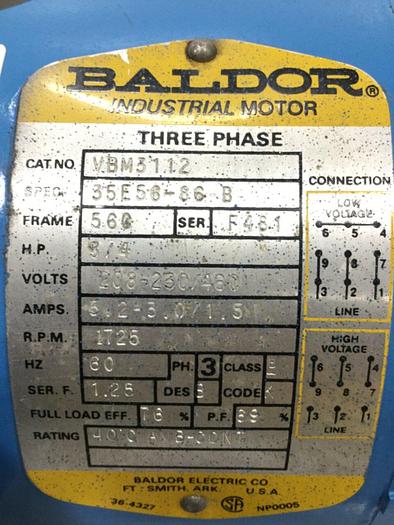 BALDOR®
INDUSTRIAL MOTOR
THREE PHASE
CAT.NO. VBM3112
SPEC. 35E56-86 B
FRAME 56C SER. F481
H.P. 3/4
VOLTS 208-230/460
AMPS. 3.2-3.0/1.5
R.P.M. 1725
HZ 60 PH. 3 CLASS B
SER. F. 1.25 DES CODE K
FULL LOAD EFF. 76 % P.F. 69 %
RATING 40°C AMB-CONT
CONNECTION
LOW VOLTAGE
6 5 4
9 8 7
3 2 1
LINE
HIGH VOLTAGE
6 5 4
9 8 7
3 2 1
LINE
BALDOR ELECTRIC CO
FT. SMITH, ARK. U.S.A.
36-4327 SA NP0005